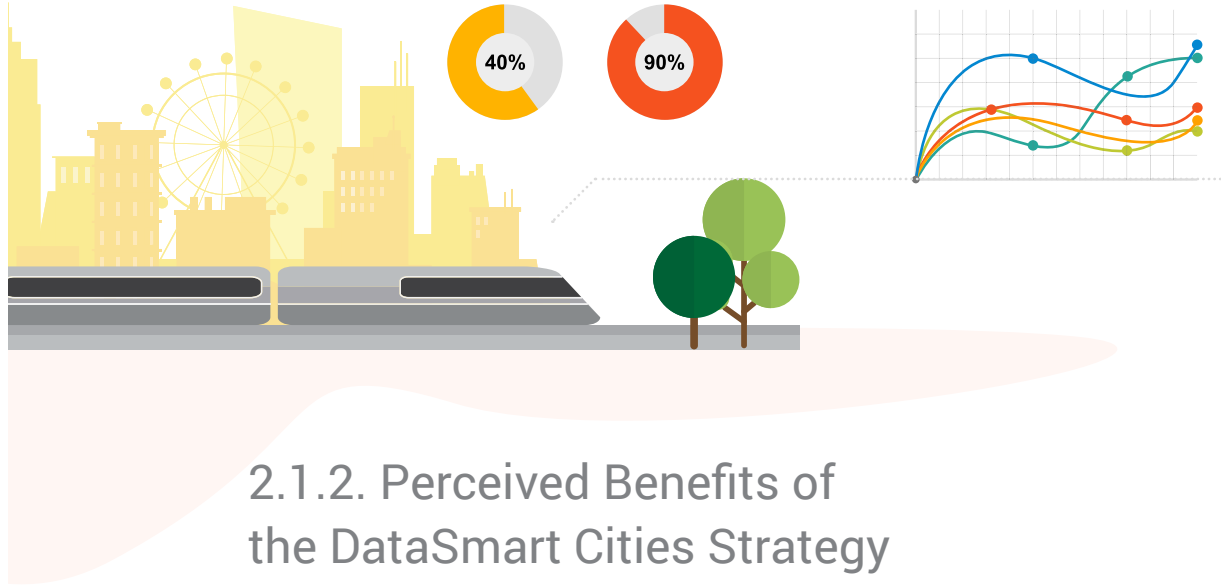 40%
90%
2.1.2. Perceived Benefits of
the DataSmart Cities Strategy